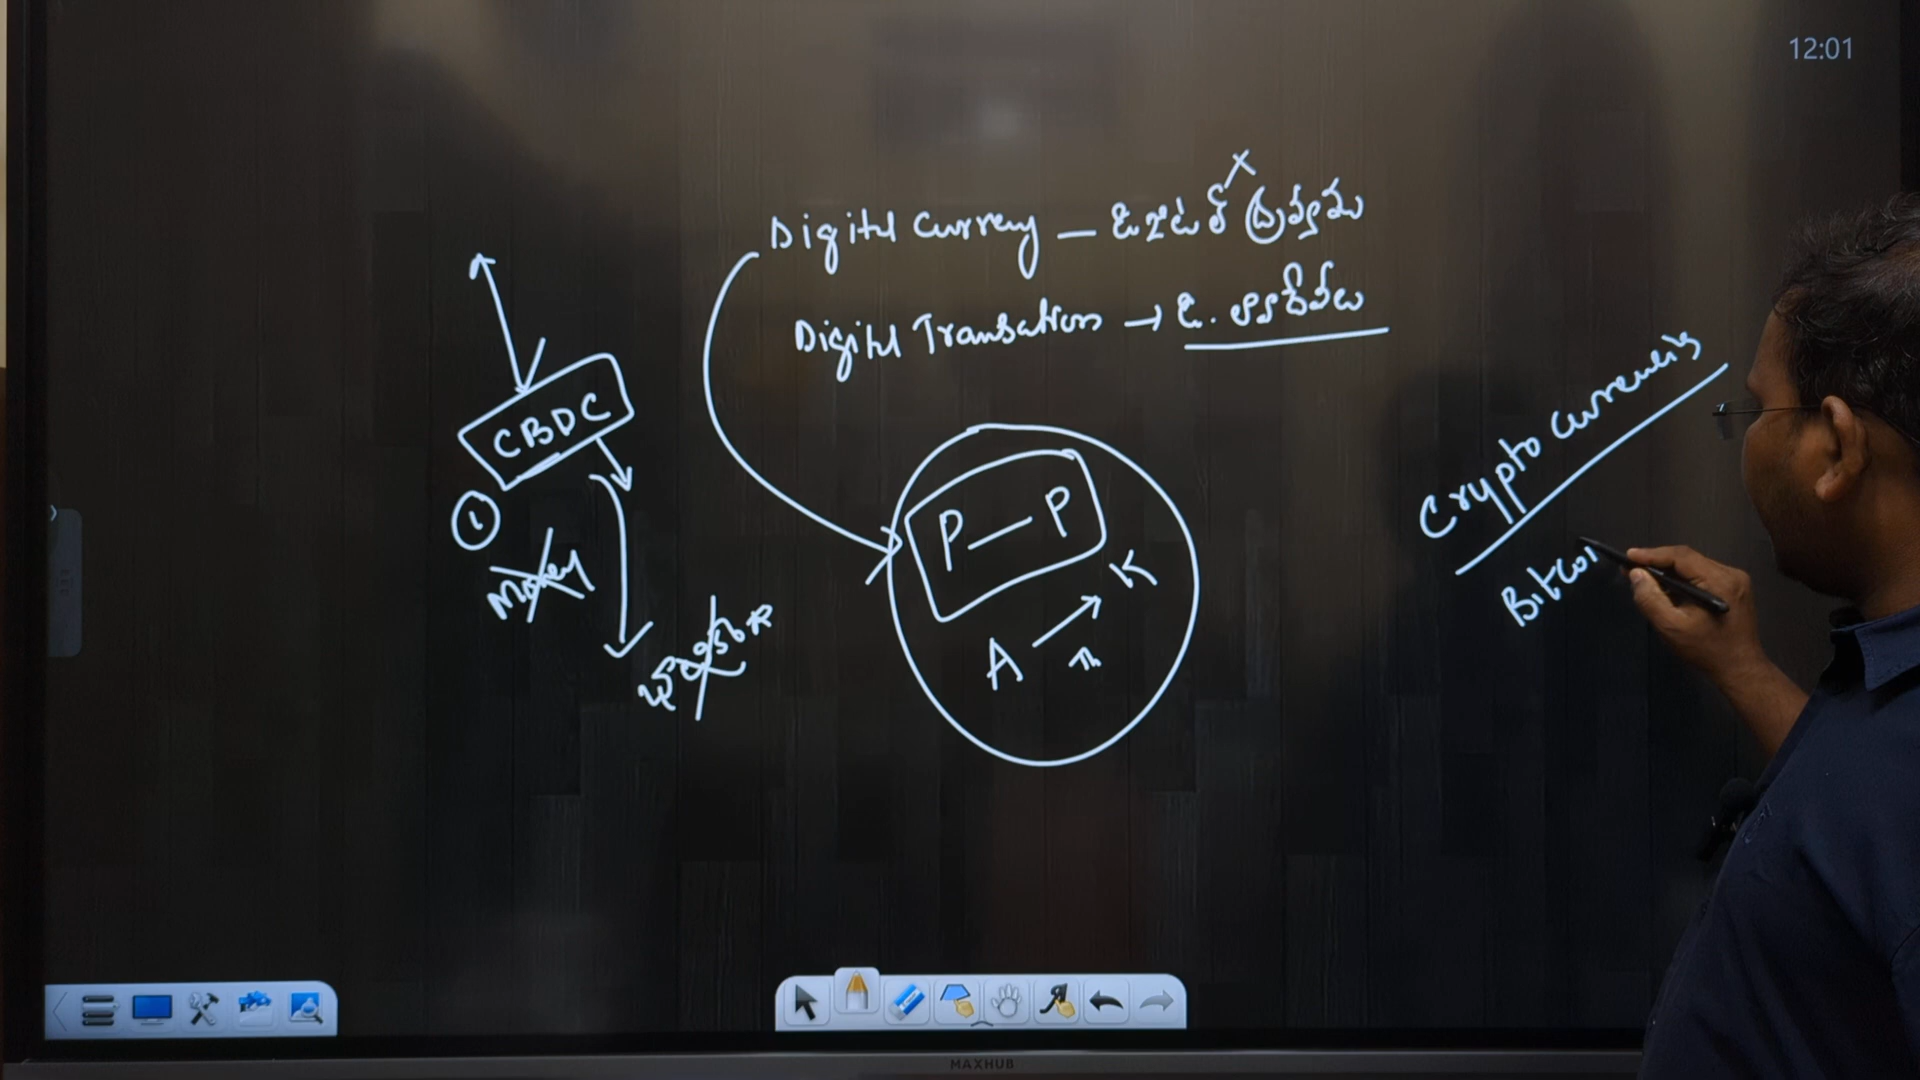 12:01
Digital Currency — డిజిటల్ ద్రవ్యము
Digital Transactions → డి.
CBDC
1
Money
P — P
A → K
Crypto Currencies
Bitcoi
MAXHUB